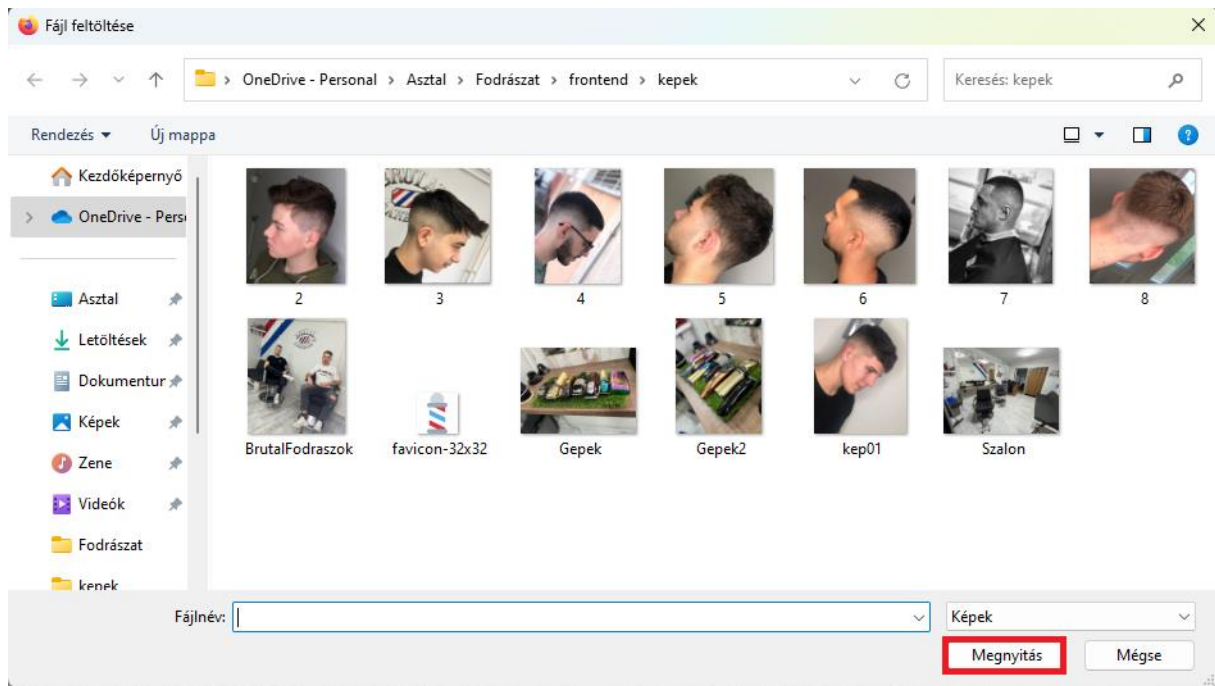 Fájl feltöltése
OneDrive - Personal > Asztal > Fodrászat > frontend > kepek
Keresés: kepek
Rendezés
Új mappa
Kezdőképernyő
OneDrive - Pers
Asztal
Letöltések
Dokumentur
Képek
Zene
Videók
Fodrászat
kepek
2
3
4
5
6
7
8
BrutalFodraszok
favicon-32x32
Gepek
Gepek2
kep01
Szalon
Fájlnév:
Képek
Megnyitás
Mégse